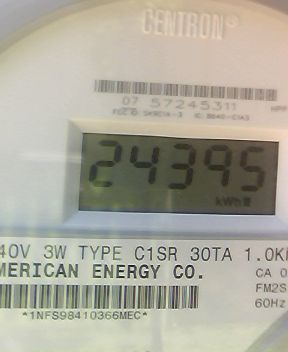 CENTRON®
07 57245311
24395
kWh
40V 3W TYPE C1SR 30TA 1.0K
MERICAN ENERGY CO.
CA 0
FM2S
60Hz
*1NFS98410366MEC*